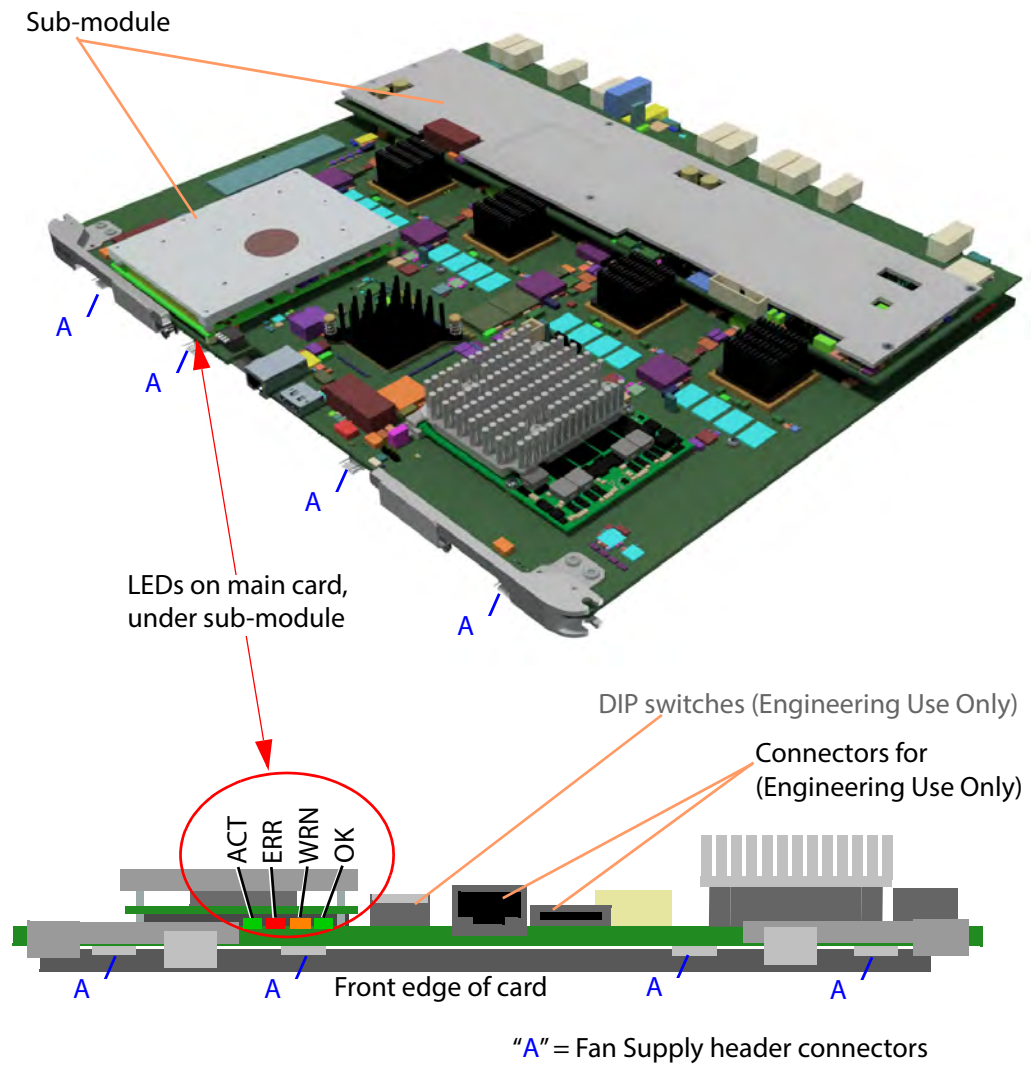 Sub-module
A
A
A
A
LEDs on main card,
under sub-module
DIP switches (Engineering Use Only)
Connectors for
(Engineering Use Only)
ACT
ERR
WRN
OK
A
A
Front edge of card
A
A
“A” = Fan Supply header connectors